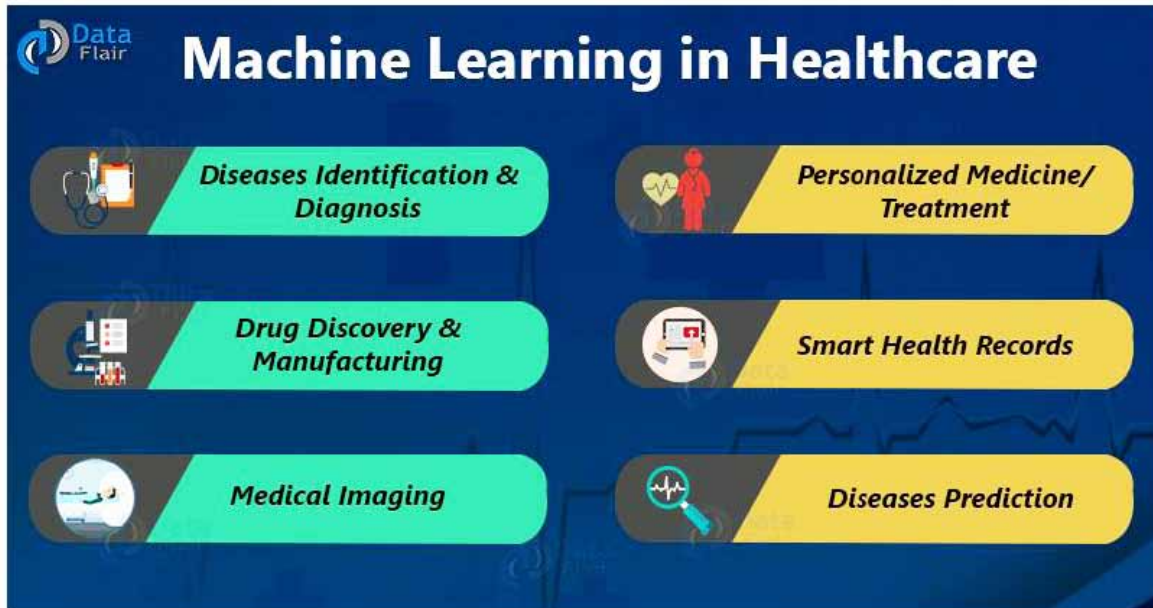 Data
Flair
Machine Learning in Healthcare
Diseases Identification &
Diagnosis
Personalized Medicine/
Treatment
Drug Discovery &
Manufacturing
Smart Health Records
Medical Imaging
Diseases Prediction